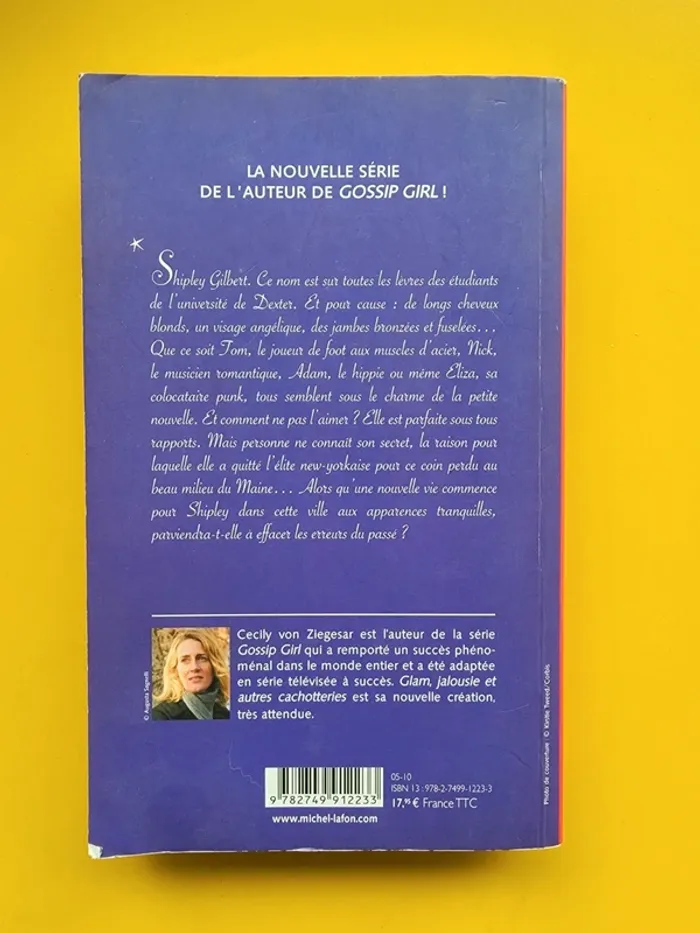 LA NOUVELLE SÉRIE
DE L'AUTEUR DE GOSSIP GIRL !
Shipley Gilbert. Ce nom est sur toutes les lèvres des étudiants
de l'université de Dexter. Et pour cause : de longs cheveux
blonds, un visage angélique, des jambes bronzées et fuselées...
Que ce soit Tom, le joueur de foot aux muscles d'acier, Nick,
le musicien romantique, Adam, le hippie ou même Eliza, sa
colocataire punk, tous semblent sous le charme de la petite
nouvelle. Et comment ne pas l'aimer ? Elle est parfaite sous tous
rapports. Mais personne ne connaît son secret, la raison pour
laquelle elle a quitté l'élite new-yorkaise pour ce coin perdu au
beau milieu du Maine... Alors qu'une nouvelle vie commence
pour Shipley dans cette ville aux apparences tranquilles,
parviendra-t-elle à effacer les erreurs du passé ?
Cecily von Ziegesar est l'auteur de la série
Gossip Girl qui a remporté un succès phéno-
ménal dans le monde entier et a été adaptée
en série télévisée à succès. Glam, jalousie et
autres cachotteries est sa nouvelle création,
très attendue.
© Augusta Sagnelli
05-10
ISBN 13 : 978-2-7499-1223-3
17,95 € France TTC
9 782749 912233
www.michel-lafon.com
Photo de couverture : © Kirstie Tweed/Corbis